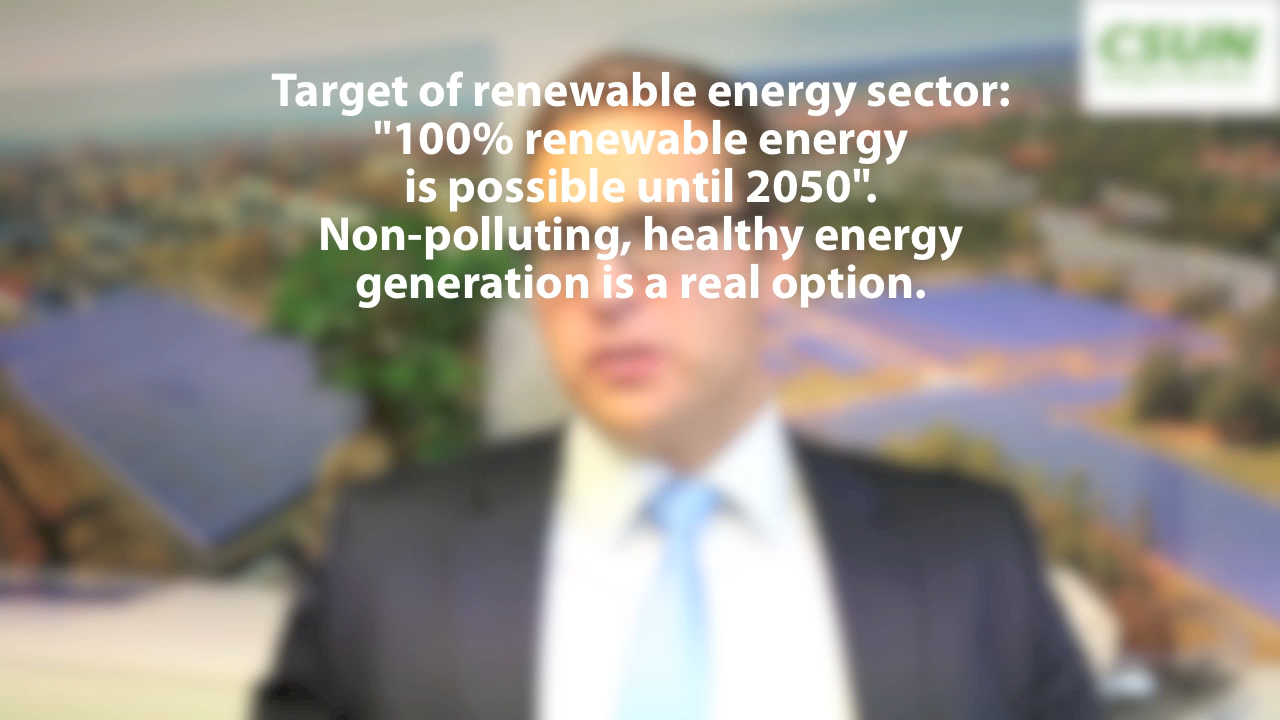 CSUN
Target of renewable energy sector:
"100% renewable energy
is possible until 2050".
Non-polluting, healthy energy
generation is a real option.